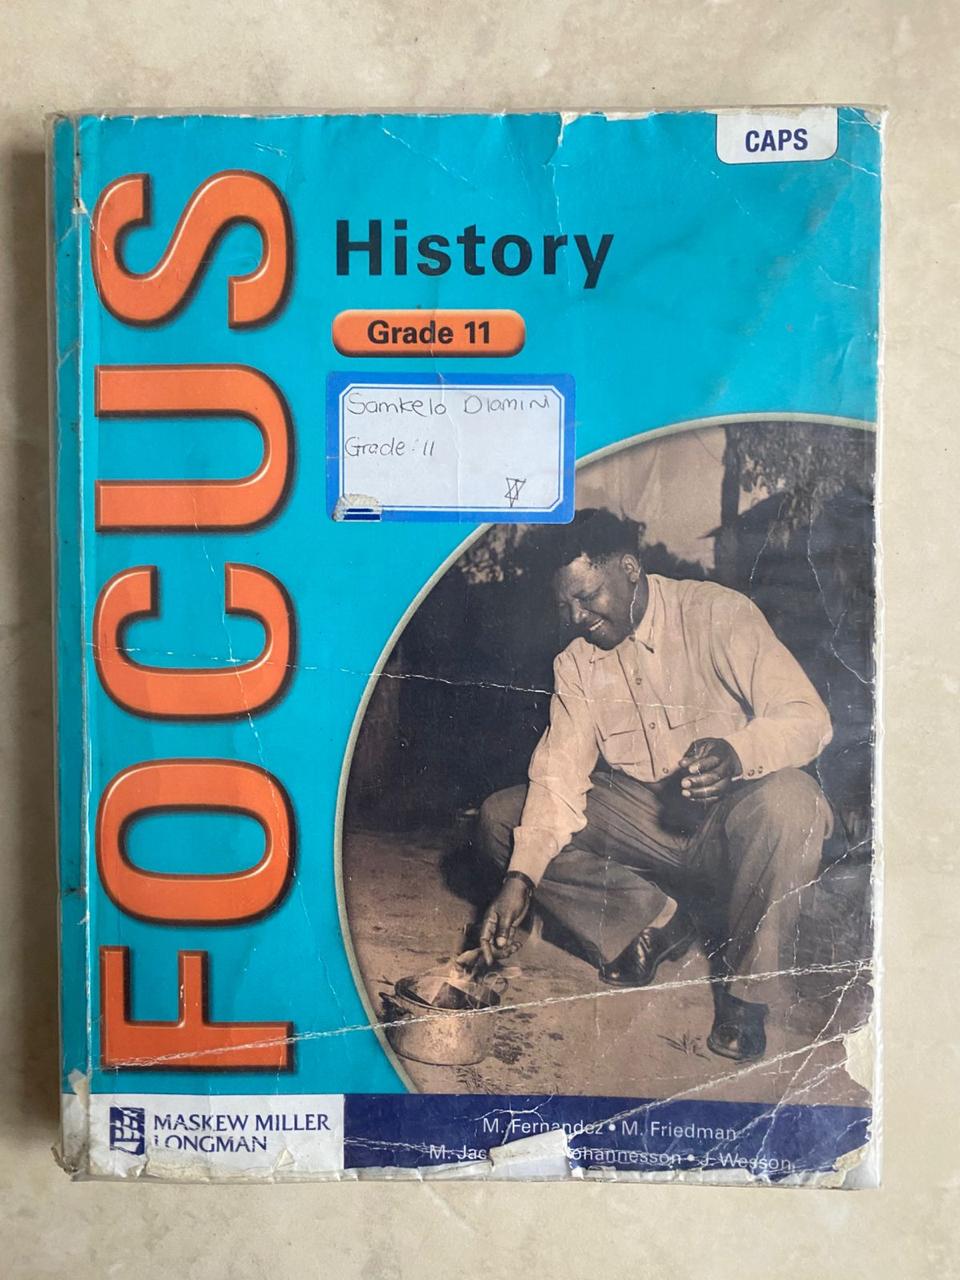 CAPS
FOCUS
History
Grade 11
Samkelo Dlamini
Grade : 11
MASKEW MILLER
LONGMAN
M. Fernandez • M. Friedman
M. Jac ohannesson • J. Wesson